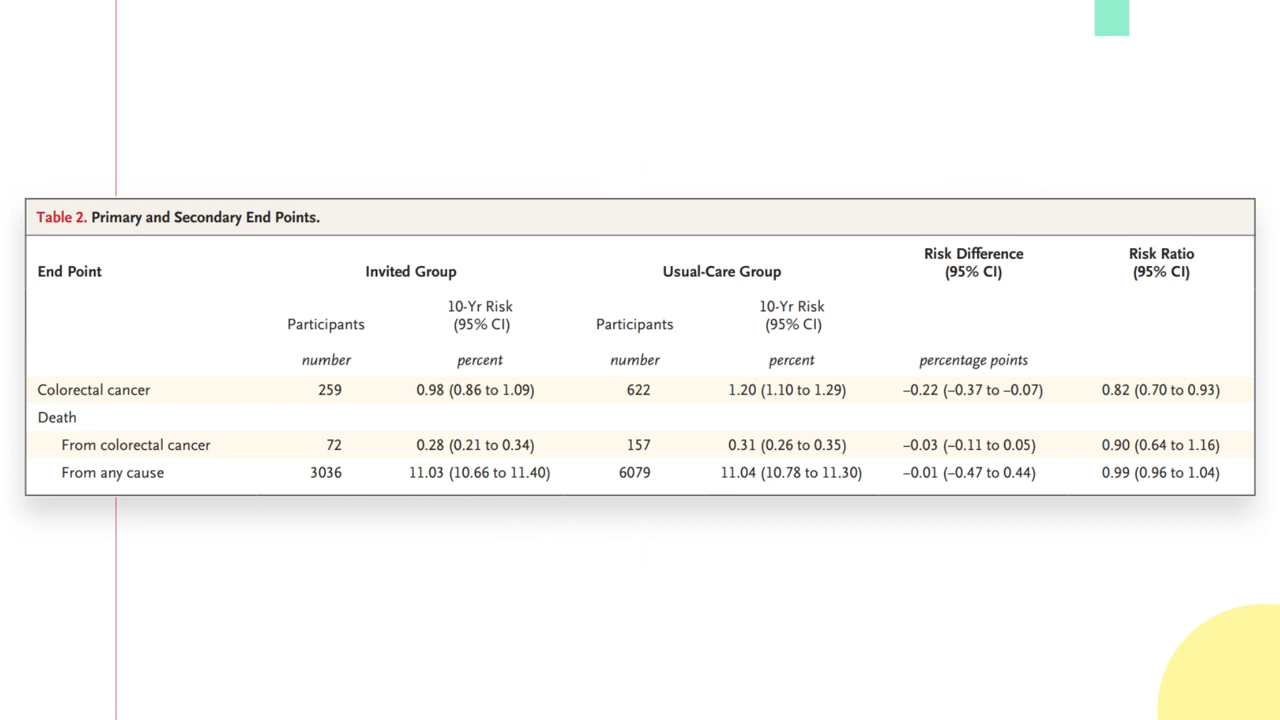 Table 2. Primary and Secondary End Points.
End Point Invited Group Usual-Care Group Risk Difference (95% CI) Risk Ratio (95% CI)
Participants 10-Yr Risk (95% CI) Participants 10-Yr Risk (95% CI)
number percent number percent percentage points
Colorectal cancer 259 0.98 (0.86 to 1.09) 622 1.20 (1.10 to 1.29) –0.22 (–0.37 to –0.07) 0.82 (0.70 to 0.93)
Death
From colorectal cancer 72 0.28 (0.21 to 0.34) 157 0.31 (0.26 to 0.35) –0.03 (–0.11 to 0.05) 0.90 (0.64 to 1.16)
From any cause 3036 11.03 (10.66 to 11.40) 6079 11.04 (10.78 to 11.30) –0.01 (–0.47 to 0.44) 0.99 (0.96 to 1.04)